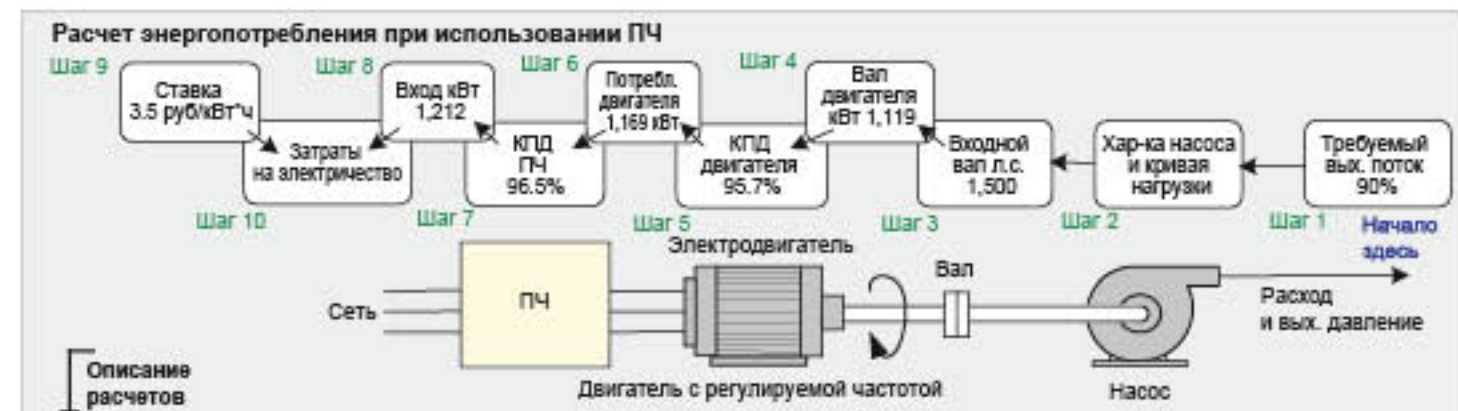 Расчет энергопотребления при использовании ПЧ
Шаг 9
Ставка
3.5 руб/кВт*ч
Шаг 8
Вход кВт
1,212
Шаг 6
Потребл.
двигателя
1,169 кВт
Шаг 4
Вал
двигателя
кВт 1,119
Затраты
на электричество
Шаг 10
КПД
ПЧ
96.5%
Шаг 7
КПД
двигателя
95.7%
Шаг 5
Входной
вал л.с.
1,500
Шаг 3
Хар-ка насоса
и кривая
нагрузки
Шаг 2
Требуемый
вых. поток
90%
Шаг 1
Начало
здесь
Электродвигатель
Вал
Сеть
ПЧ
Расход
и вых. давление
Описание
расчетов
Двигатель с регулируемой частотой
Насос